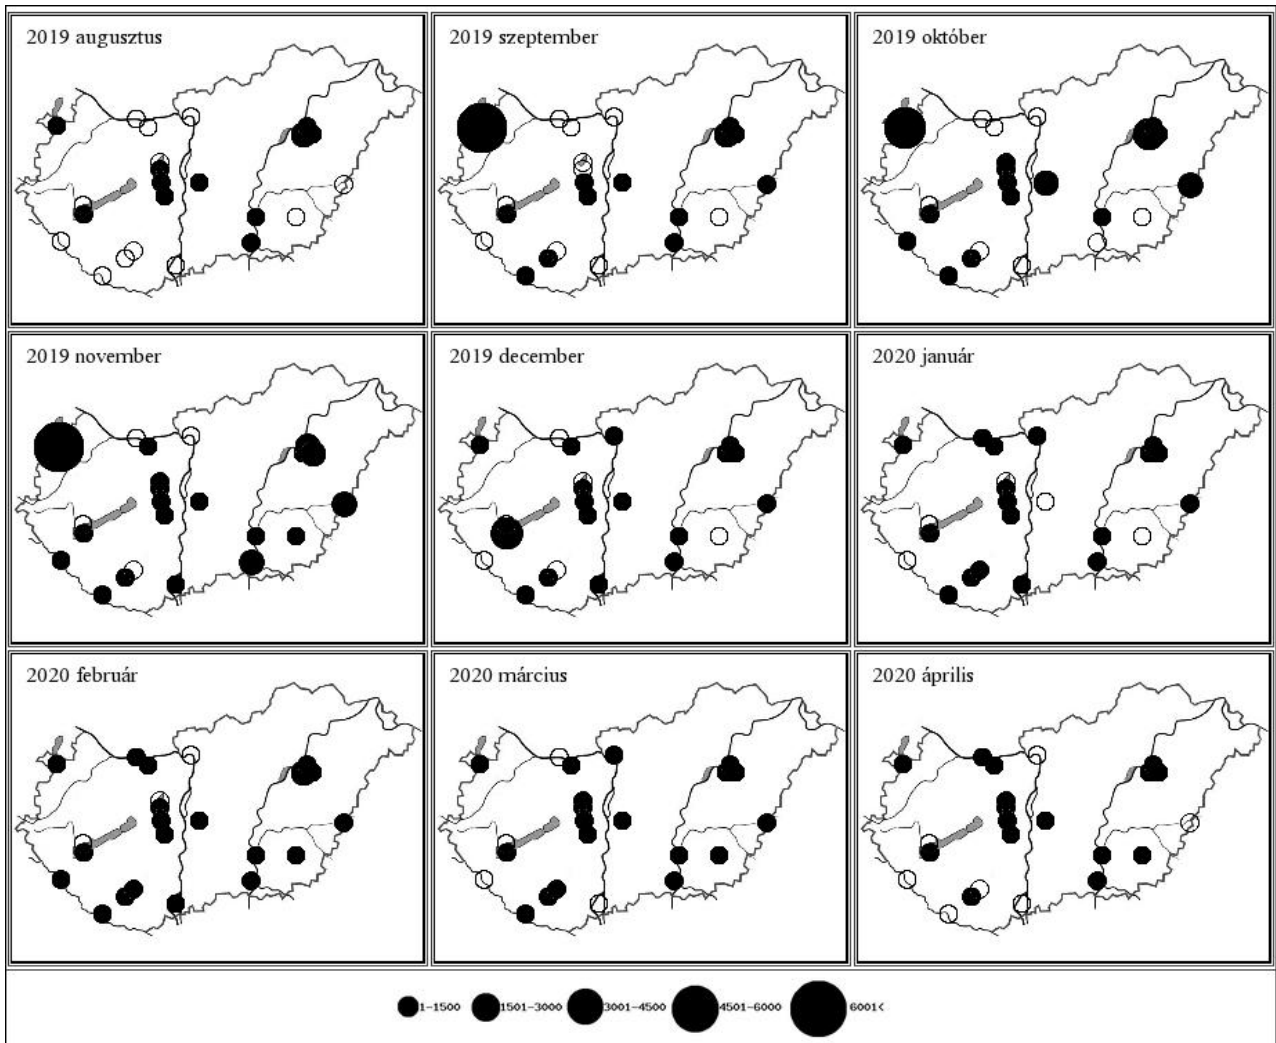 2019 augusztus
2019 szeptember
2019 október
2019 november
2019 december
2020 január
2020 február
2020 március
2020 április
1-1500
1501-3000
3001-4500
4501-6000
6001<